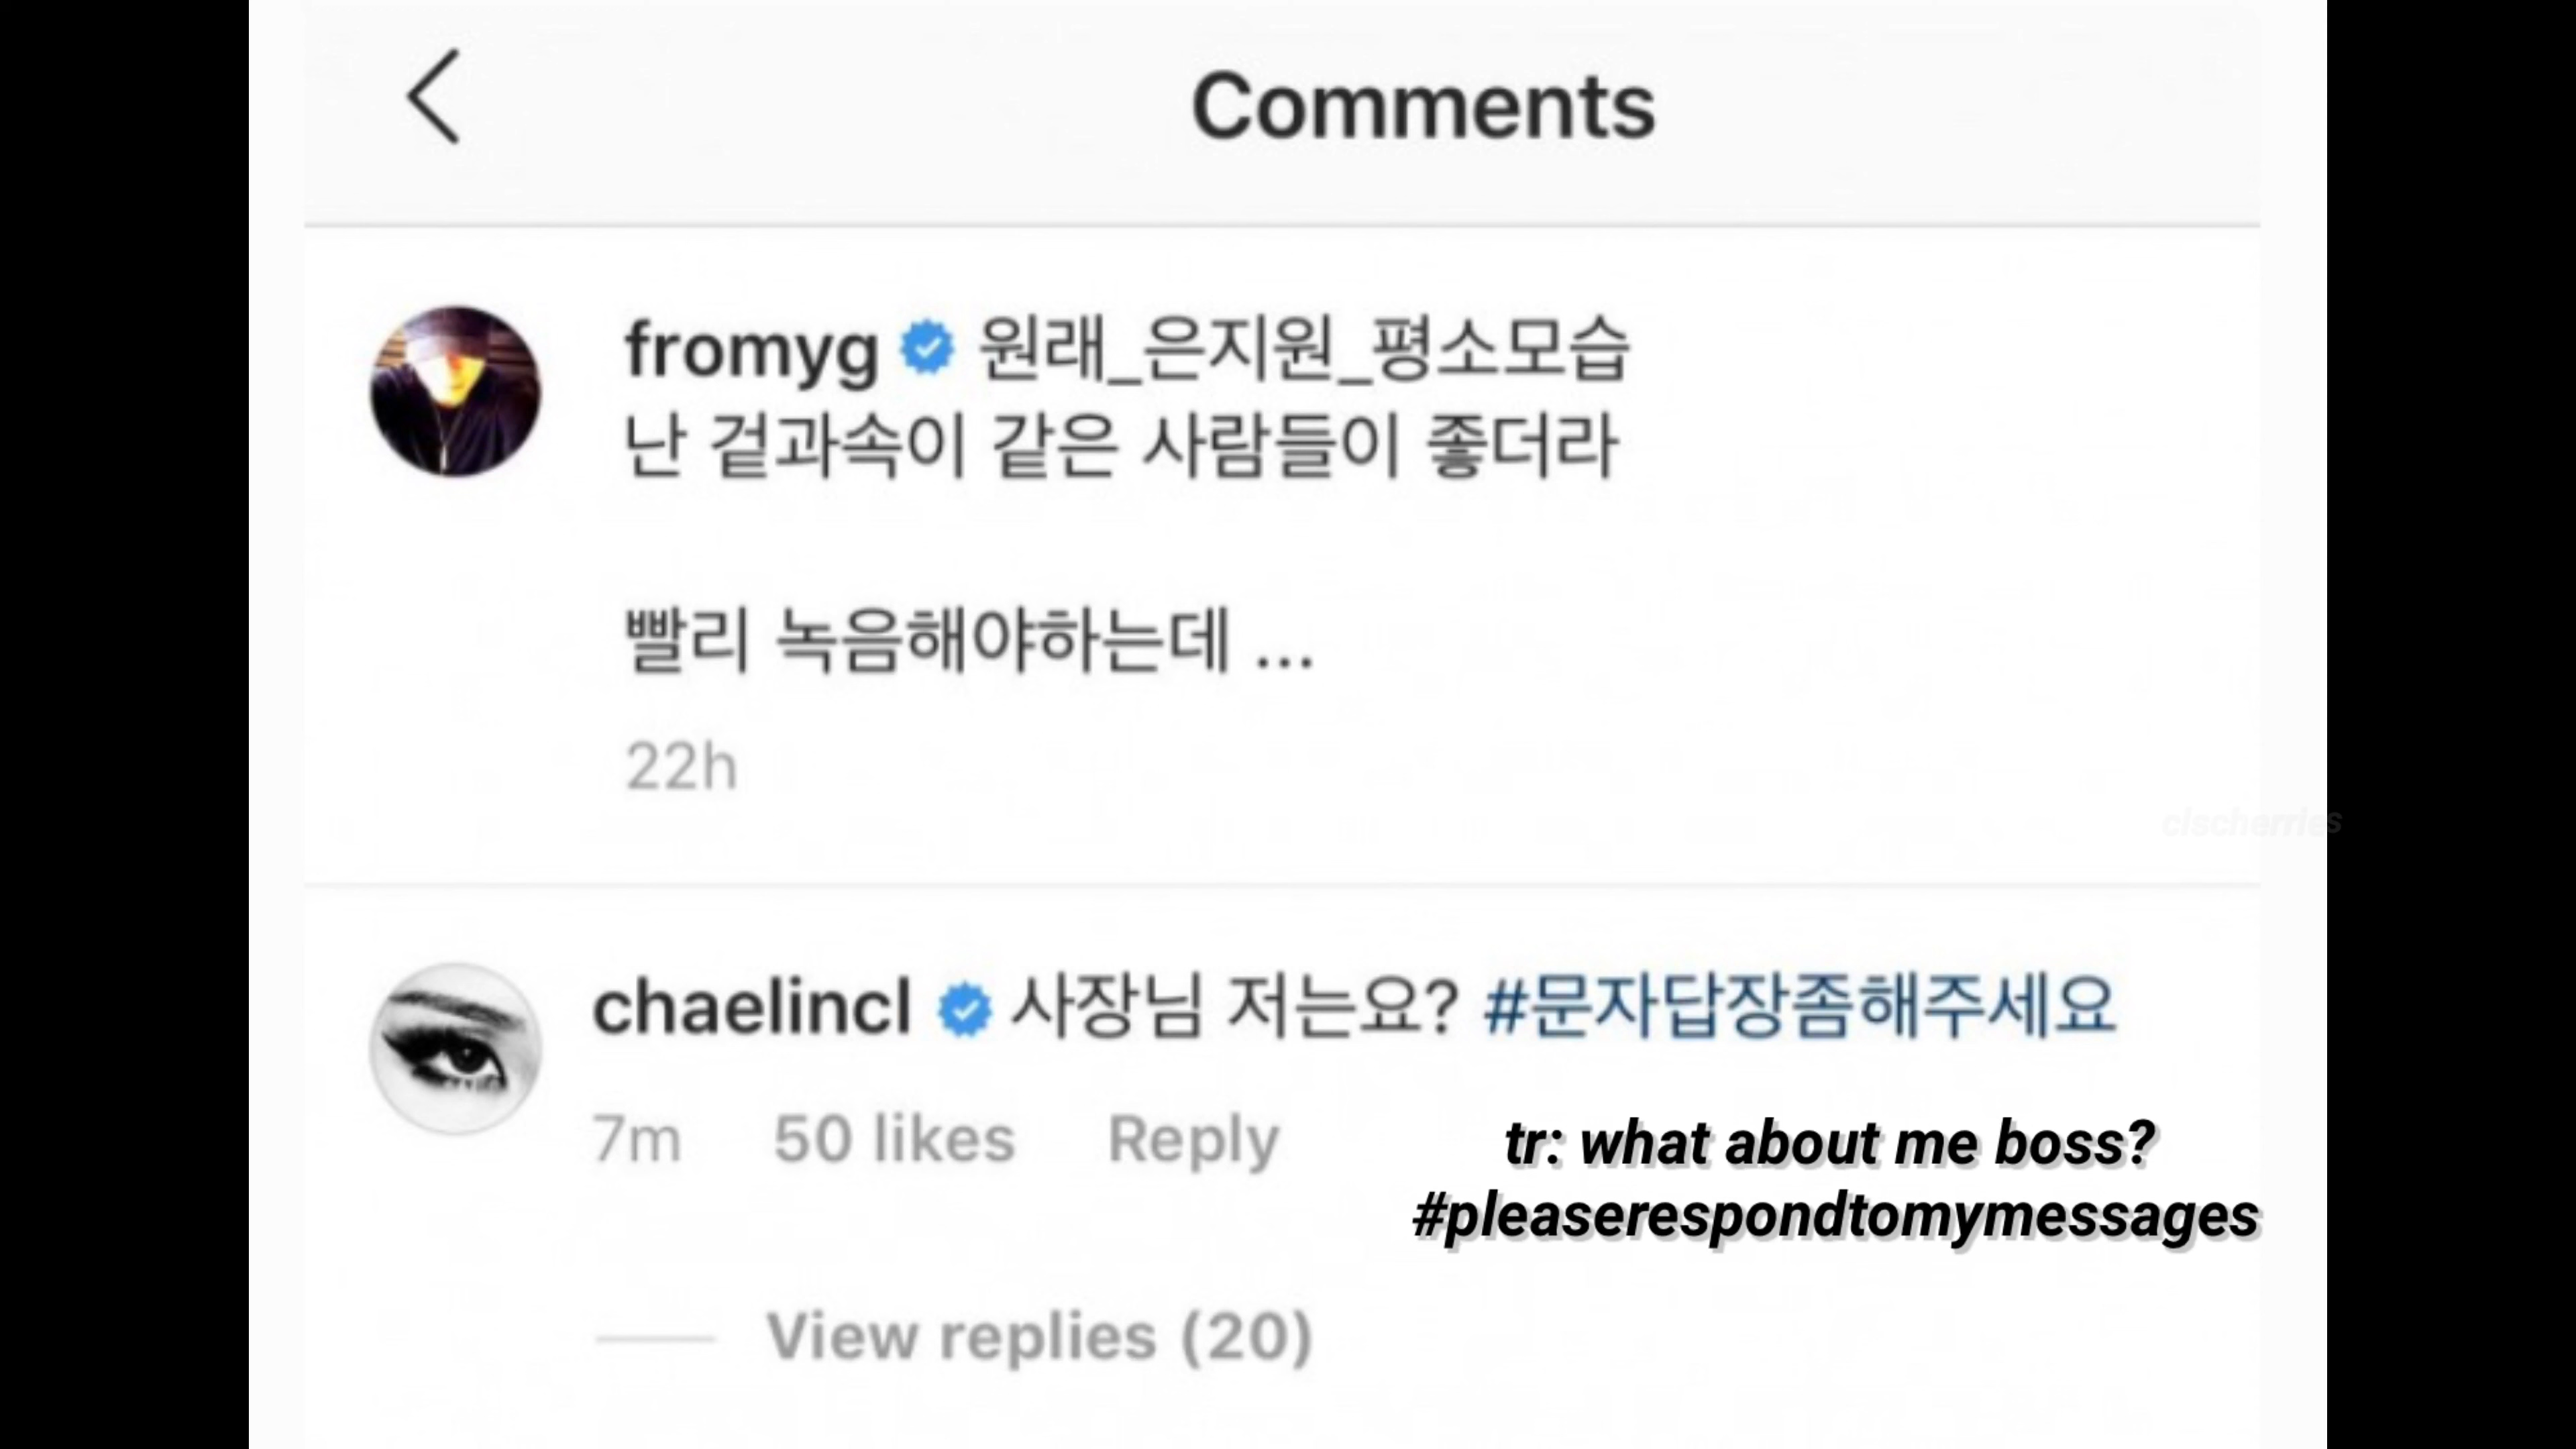 Comments
fromyg 원래_은지원_평소모습
난 겉과속이 같은 사람들이 좋더라
빨리 녹음해야하는데 ...
22h
cischerries
chaelincl 사장님 저는요? #문자답장좀해주세요
7m 50 likes Reply
tr: what about me boss?
#pleaserespondtomymessages
View replies (20)